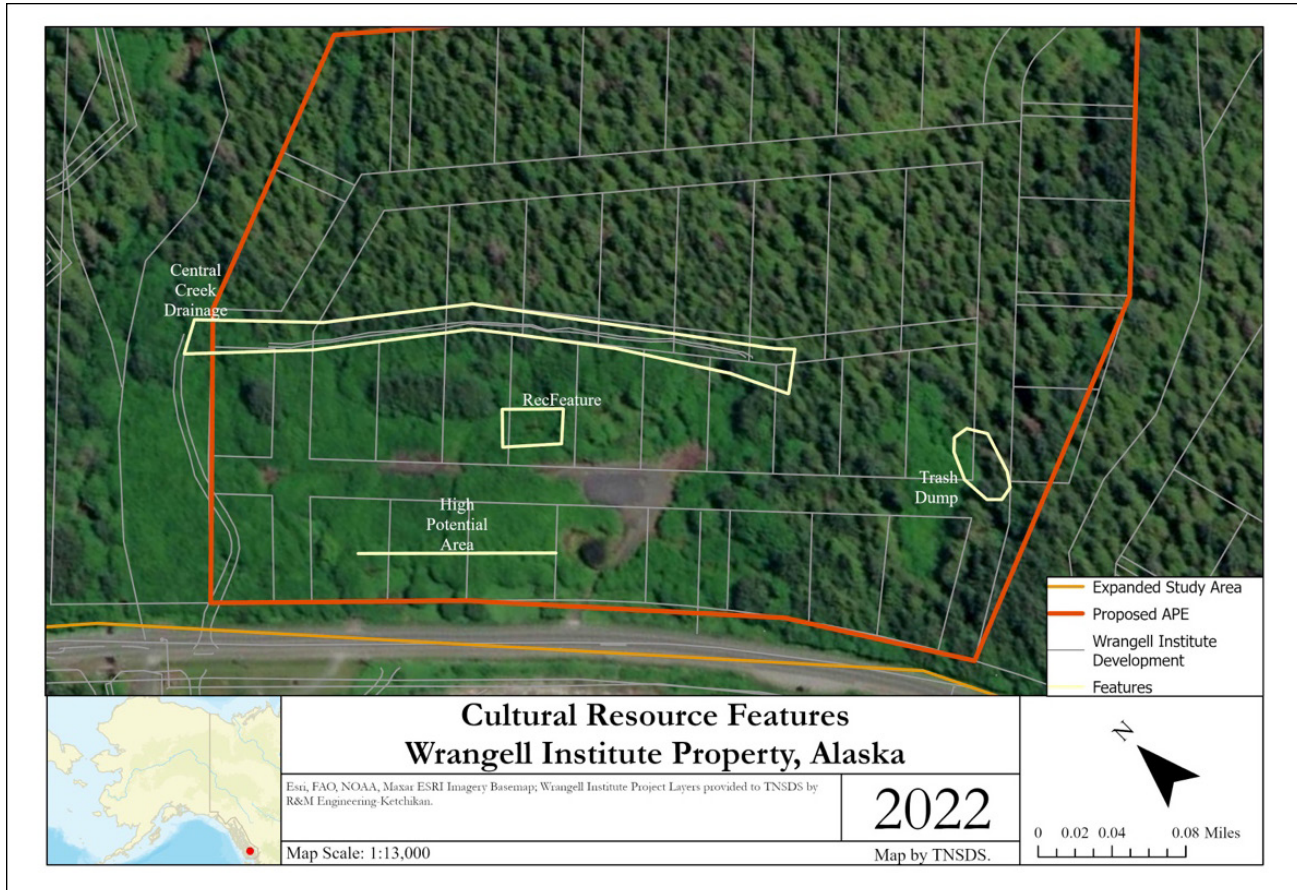 Central
Creek
Drainage
RecFeature
Trash
Dump
High
Potential
Area
Expanded Study Area
Proposed APE
Wrangell Institute
Development
Features
Cultural Resource Features
Wrangell Institute Property, Alaska
Esri, FAO, NOAA, Maxar ESRI Imagery Basemap; Wrangell Institute Project Layers provided to TNSDS by
R&M Engineering-Ketchikan.
2022
Map Scale: 1:13,000
Map by TNSDS.
N
0 0.02 0.04 0.08 Miles